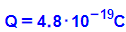 Q = 4.8·10⁻¹⁹C